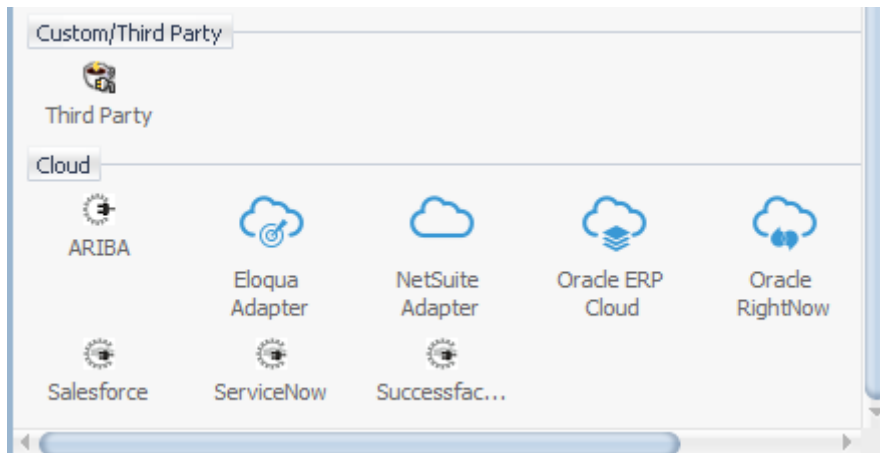 Custom/Third Party
Third Party
Cloud
ARIBA
Eloqua Adapter
NetSuite Adapter
Oracle ERP Cloud
Oracle RightNow
Salesforce
ServiceNow
Successfac...